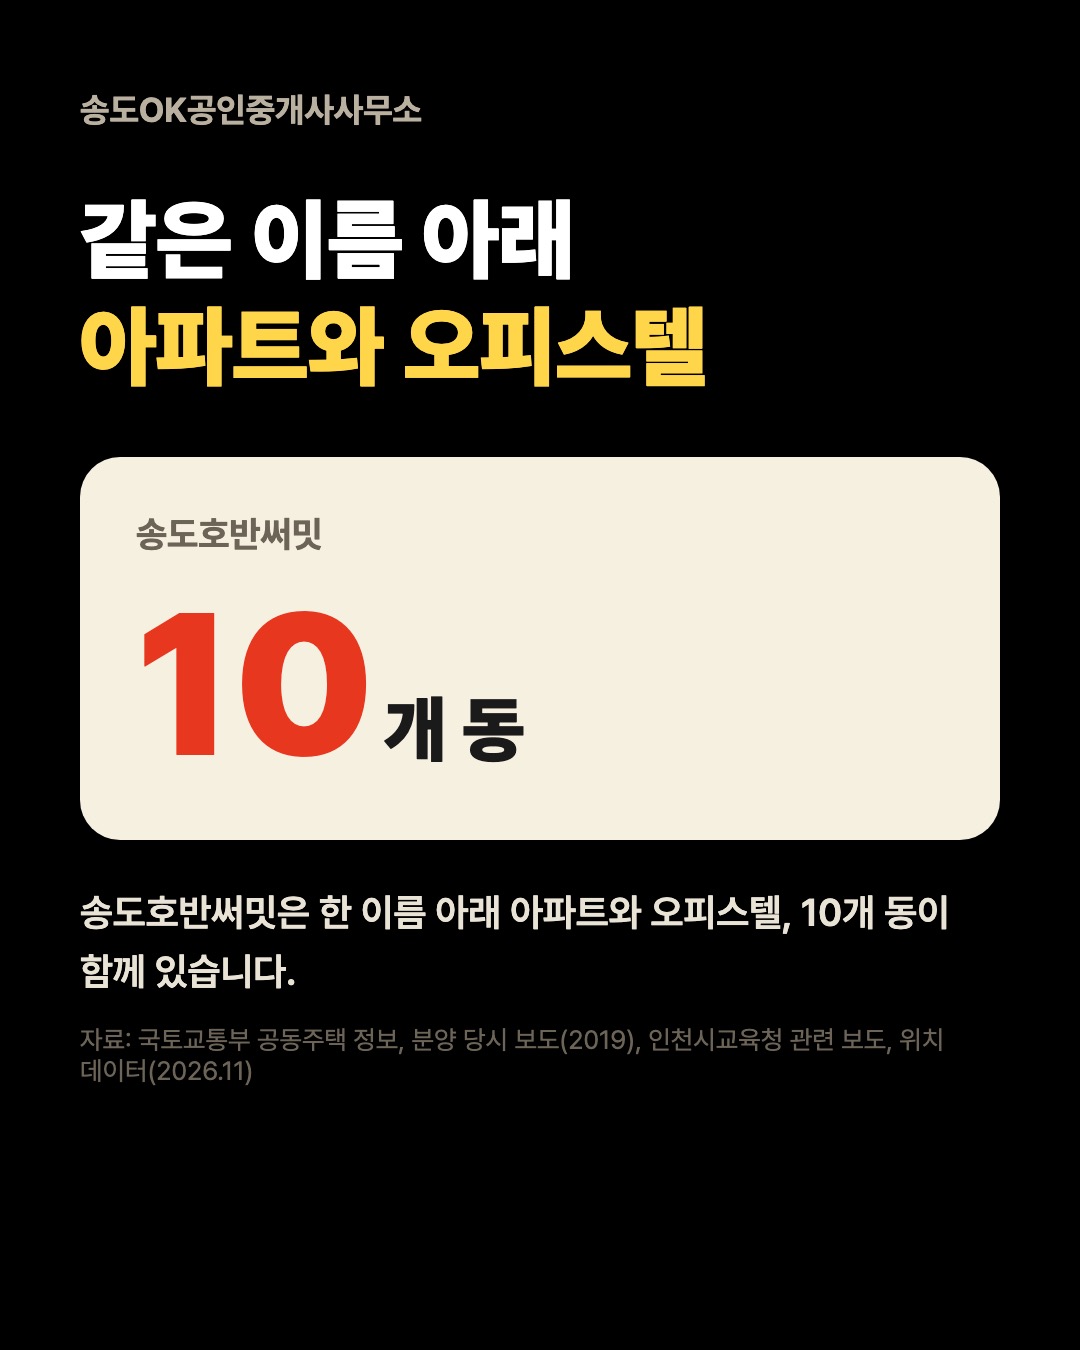 송도OK공인중개사사무소
같은 이름 아래
아파트와 오피스텔
송도호반써밋
10개 동
송도호반써밋은 한 이름 아래 아파트와 오피스텔, 10개 동이
함께 있습니다.
자료: 국토교통부 공동주택 정보, 분양 당시 보도(2019), 인천시교육청 관련 보도, 위치
데이터(2026.11)